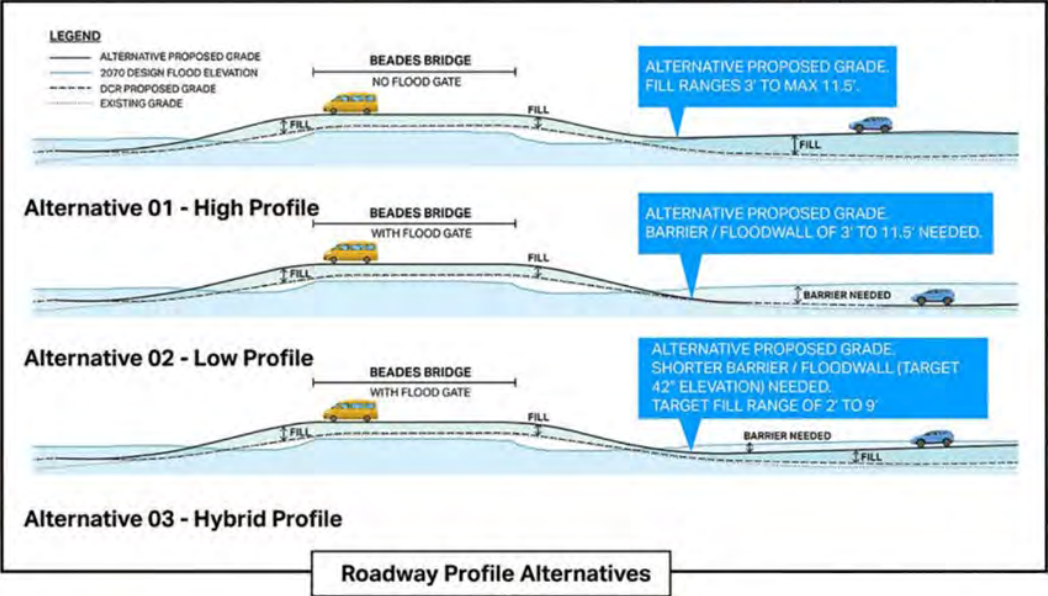 LEGEND
ALTERNATIVE PROPOSED GRADE
2070 DESIGN FLOOD ELEVATION
DCR PROPOSED GRADE
EXISTING GRADE
BEADES BRIDGE
NO FLOOD GATE
FILL
FILL
ALTERNATIVE PROPOSED GRADE.
FILL RANGES 3' TO MAX 11.5'.
FILL
Alternative 01 - High Profile
BEADES BRIDGE
WITH FLOOD GATE
FILL
FILL
ALTERNATIVE PROPOSED GRADE.
BARRIER / FLOODWALL OF 3' TO 11.5' NEEDED.
BARRIER NEEDED
Alternative 02 - Low Profile
BEADES BRIDGE
WITH FLOOD GATE
FILL
FILL
ALTERNATIVE PROPOSED GRADE.
SHORTER BARRIER / FLOODWALL (TARGET
42" ELEVATION) NEEDED.
TARGET FILL RANGE OF 2' TO 9'
BARRIER NEEDED
FILL
Alternative 03 - Hybrid Profile
Roadway Profile Alternatives